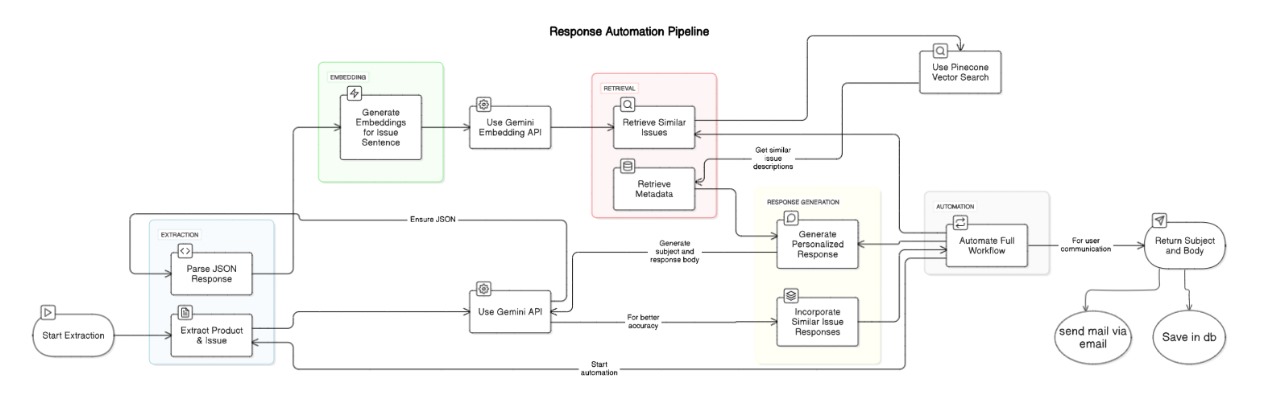 Response Automation Pipeline
EMBEDDING
Generate
Embeddings
for Issue
Sentence
Use Gemini
Embedding API
RETRIEVAL
Retrieve Similar
Issues
Retrieve
Metadata
Use Pinecone
Vector Search
Get similar
issue
descriptions
EXTRACTION
Ensure JSON
Parse JSON
Response
Start Extraction
Extract Product
& Issue
Use Gemini API
Generate
subject and
response body
For better
accuracy
Start
automation
RESPONSE GENERATION
Generate
Personalized
Response
Incorporate
Similar Issue
Responses
AUTOMATION
Automate Full
Workflow
For user
communication
Return Subject
and Body
send mail via
email
Save in db